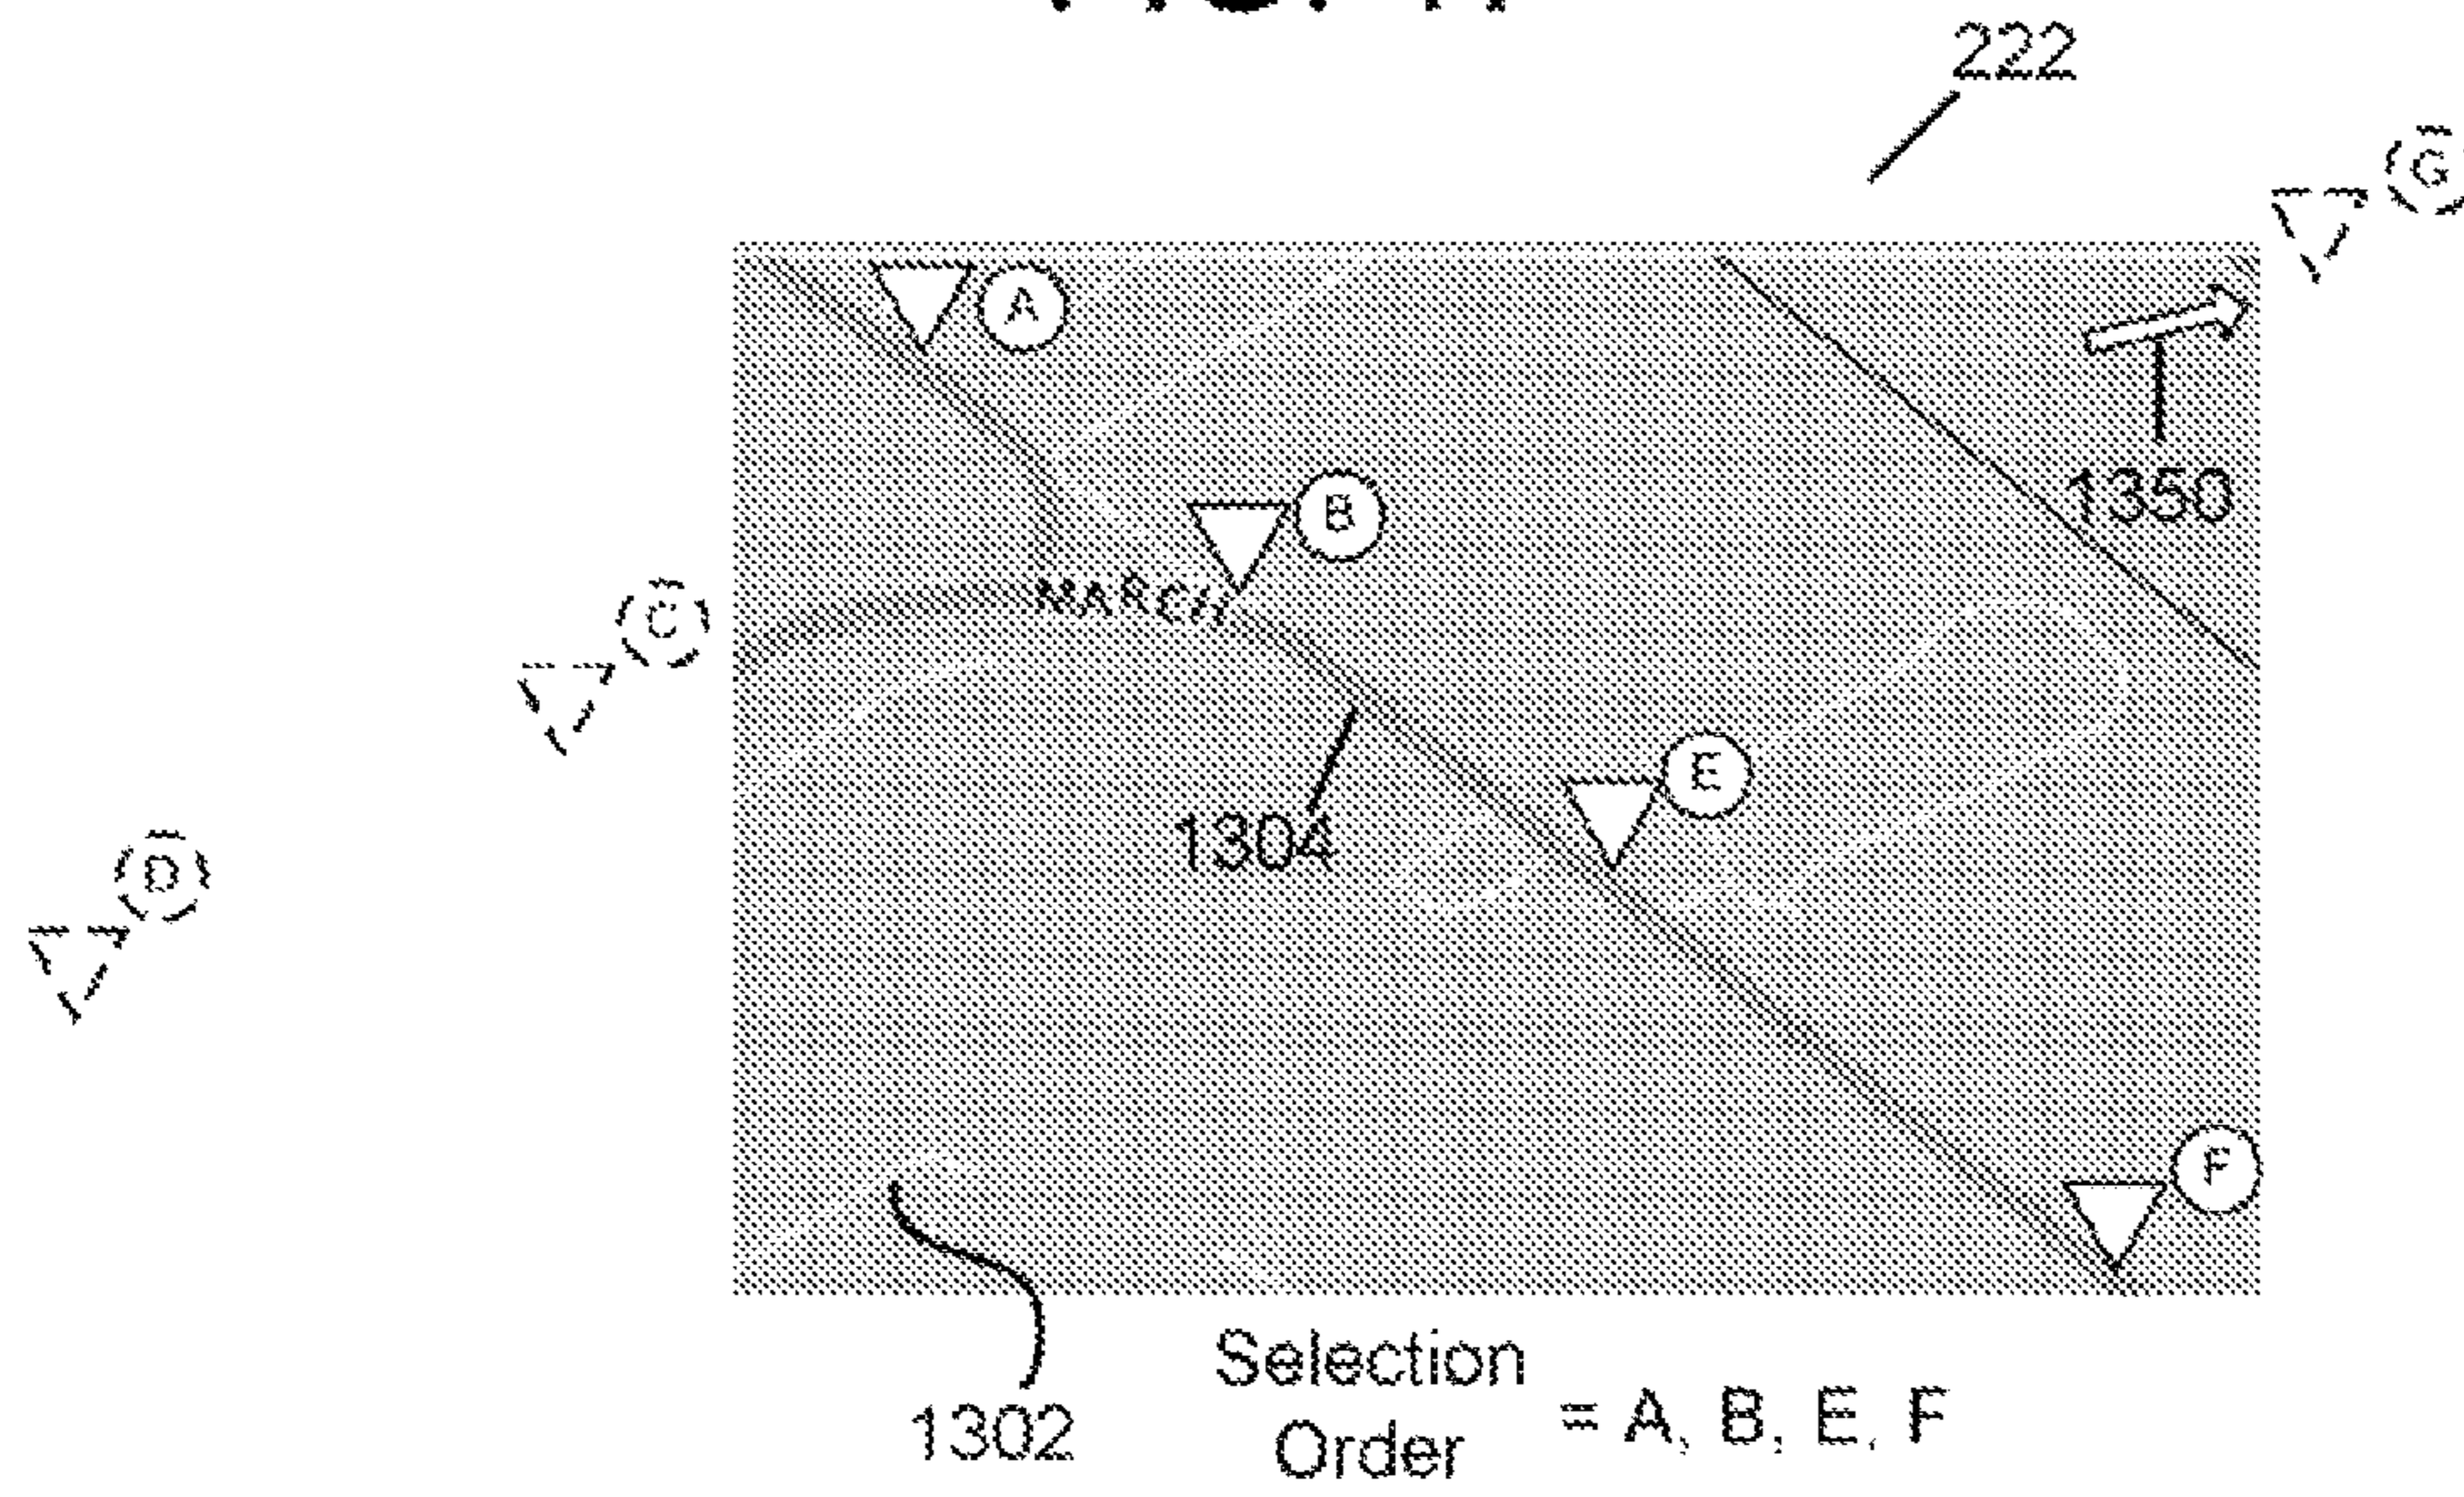 222
G
A
1350
B
MARCH
C
E
1304
D
F
Selection
Order = A, B, E, F
1302